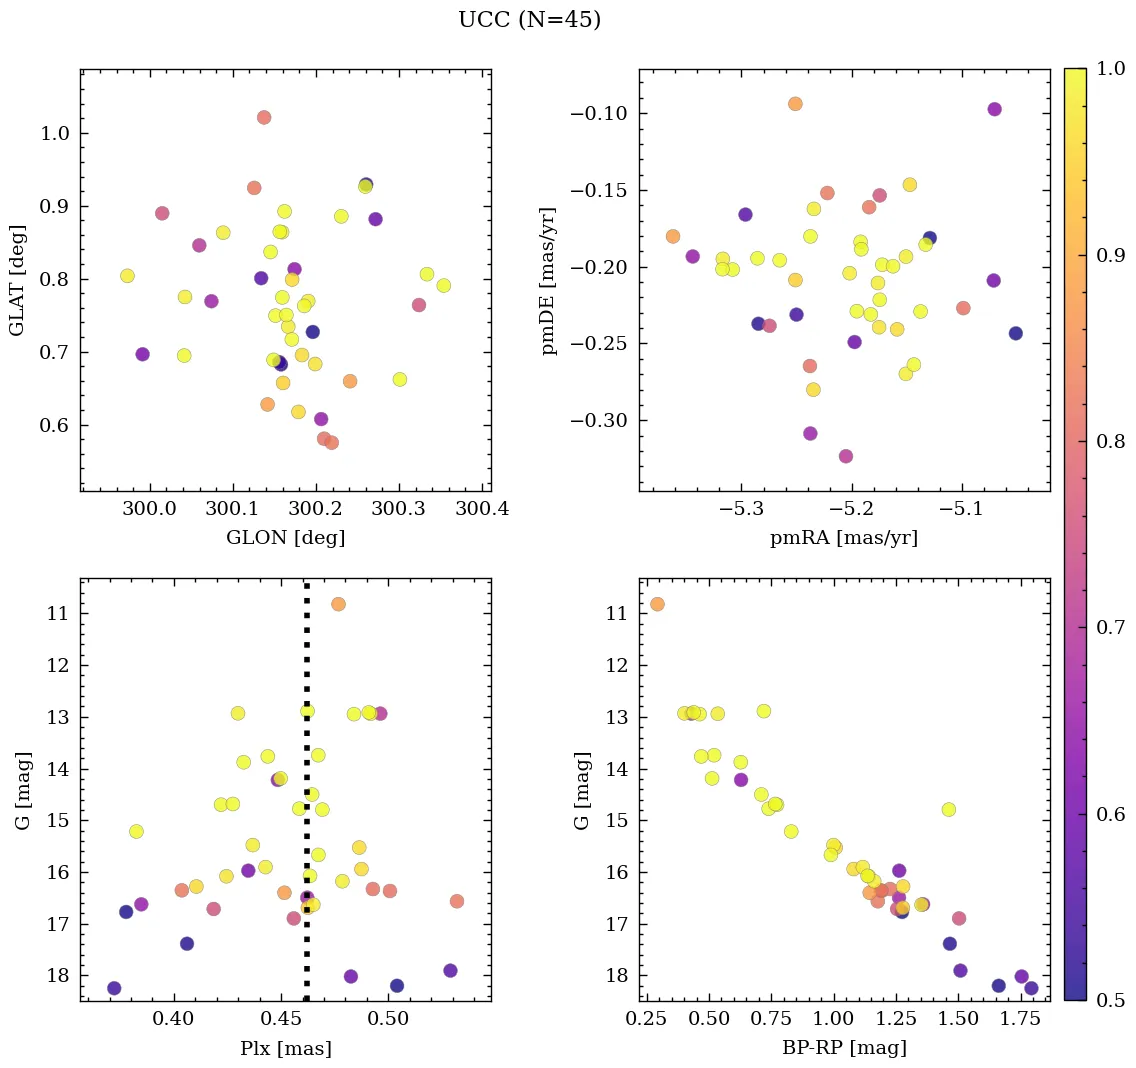 UCC (N=45)
1.0
0.9
0.8
0.7
0.6
GLAT [deg]
300.0 300.1 300.2 300.3 300.4
GLON [deg]
−0.10
−0.15
−0.20
−0.25
−0.30
pmDE [mas/yr]
−5.3 −5.2 −5.1
pmRA [mas/yr]
11
12
13
14
15
16
17
18
G [mag]
0.40 0.45 0.50
Plx [mas]
11
12
13
14
15
16
17
18
G [mag]
0.25 0.50 0.75 1.00 1.25 1.50 1.75
BP-RP [mag]
1.0
0.9
0.8
0.7
0.6
0.5